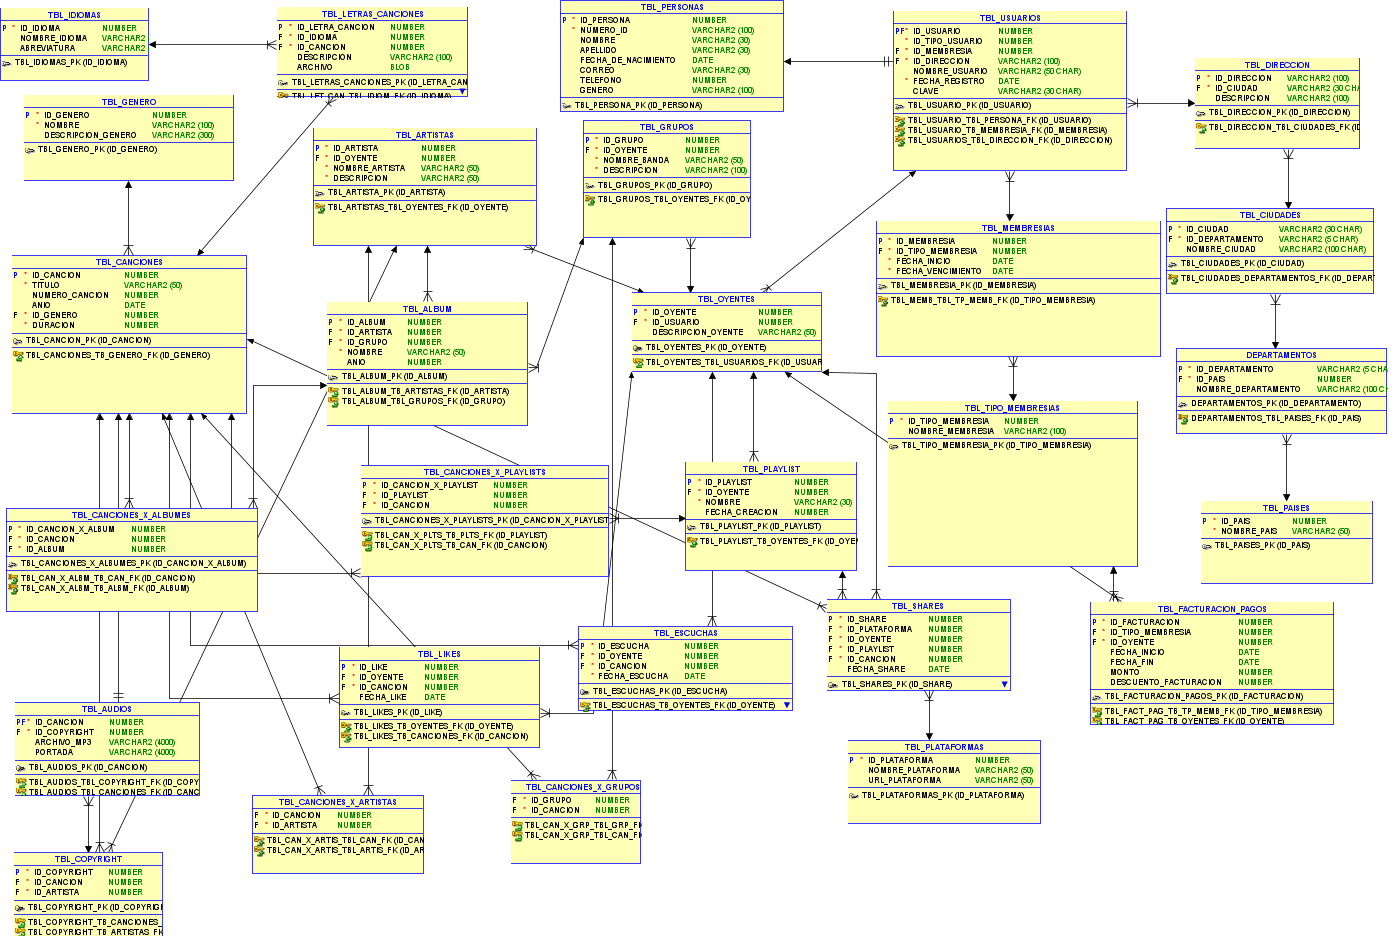 TBL_IDIOMAS
P * ID_IDIOMA NUMBER
NOMBRE_IDIOMA VARCHAR2
ABREVIATURA VARCHAR2
TBL_IDIOMAS_PK (ID_IDIOMA)
TBL_LETRAS_CANCIONES
P * ID_LETRA_CANCION NUMBER
F * ID_IDIOMA NUMBER
F * ID_CANCION NUMBER
DESCRIPCION VARCHAR2 (100)
ARCHIVO BLOB
TBL_LETRAS_CANCIONES_PK (ID_LETRA_CAN
TBL_LET_CAN_TBL_IDIOM_FK (ID_IDIOMA)
TBL_PERSONAS
P * ID_PERSONA NUMBER
* NUMERO_ID VARCHAR2 (100)
NOMBRE VARCHAR2 (30)
APELLIDO VARCHAR2 (30)
FECHA_DE_NACIMIENTO DATE
CORREO VARCHAR2 (30)
TELEFONO NUMBER
GENERO VARCHAR2 (100)
TBL_PERSONA_PK (ID_PERSONA)
TBL_USUARIOS
PF* ID_USUARIO NUMBER
* ID_TIPO_USUARIO NUMBER
F * ID_MEMBRESIA NUMBER
F * ID_DIRECCION VARCHAR2 (100)
NOMBRE_USUARIO VARCHAR2 (50 CHAR)
* FECHA_REGISTRO DATE
CLAVE VARCHAR2 (30 CHAR)
TBL_USUARIO_PK (ID_USUARIO)
TBL_USUARIO_TBL_PERSONA_FK (ID_USUARIO)
TBL_USUARIO_TB_MEMBRESIA_FK (ID_MEMBRESIA)
TBL_USUARIOS_TBL_DIRECCION_FK (ID_DIRECCION)
TBL_DIRECCION
P * ID_DIRECCION VARCHAR2 (100)
F * ID_CIUDAD VARCHAR2 (30 CHA
DESCRIPCION VARCHAR2 (100)
TBL_DIRECCION_PK (ID_DIRECCION)
TBL_DIRECCION_TBL_CIUDADES_FK (ID
TBL_GENERO
P * ID_GENERO NUMBER
* NOMBRE VARCHAR2 (100)
DESCRIPCION_GENERO VARCHAR2 (300)
TBL_GENERO_PK (ID_GENERO)
TBL_ARTISTAS
P * ID_ARTISTA NUMBER
F * ID_OYENTE NUMBER
* NOMBRE_ARTISTA VARCHAR2 (50)
* DESCRIPCION VARCHAR2 (50)
TBL_ARTISTA_PK (ID_ARTISTA)
TBL_ARTISTAS_TBL_OYENTES_FK (ID_OYENTE)
TBL_GRUPOS
P * ID_GRUPO NUMBER
F * ID_OYENTE NUMBER
* NOMBRE_BANDA VARCHAR2 (50)
* DESCRIPCION VARCHAR2 (100)
TBL_GRUPOS_PK (ID_GRUPO)
TBL_GRUPOS_TBL_OYENTES_FK (ID_OY
TBL_MEMBRESIAS
P * ID_MEMBRESIA NUMBER
F * ID_TIPO_MEMBRESIA NUMBER
* FECHA_INICIO DATE
* FECHA_VENCIMIENTO DATE
TBL_MEMBRESIA_PK (ID_MEMBRESIA)
TBL_MEMB_TBL_TP_MEMB_FK (ID_TIPO_MEMBRESIA)
TBL_CIUDADES
P * ID_CIUDAD VARCHAR2 (30 CHAR)
F * ID_DEPARTAMENTO VARCHAR2 (5 CHAR)
NOMBRE_CIUDAD VARCHAR2 (100 CHAR)
TBL_CIUDADES_PK (ID_CIUDAD)
TBL_CIUDADES_DEPARTAMENTOS_FK (ID_DEPAR
TBL_CANCIONES
P * ID_CANCION NUMBER
* TITULO VARCHAR2 (50)
NUMERO_CANCION NUMBER
ANIO DATE
F * ID_GENERO NUMBER
* DURACION NUMBER
TBL_CANCION_PK (ID_CANCION)
TBL_CANCIONES_TB_GENERO_FK (ID_GENERO)
TBL_ALBUM
P * ID_ALBUM NUMBER
F * ID_ARTISTA NUMBER
F * ID_GRUPO NUMBER
* NOMBRE VARCHAR2 (50)
ANIO NUMBER
TBL_ALBUM_PK (ID_ALBUM)
TBL_ALBUM_TB_ARTISTAS_FK (ID_ARTISTA)
TBL_ALBUM_TBL_GRUPOS_FK (ID_GRUPO)
TBL_OYENTES
P * ID_OYENTE NUMBER
F * ID_USUARIO NUMBER
DESCRIPCION_OYENTE VARCHAR2 (50)
TBL_OYENTES_PK (ID_OYENTE)
TBL_OYENTES_TBL_USUARIOS_FK (ID_USUAR
DEPARTAMENTOS
P * ID_DEPARTAMENTO VARCHAR2 (5 CHA
F * ID_PAIS NUMBER
NOMBRE_DEPARTAMENTO VARCHAR2 (100 C
DEPARTAMENTOS_PK (ID_DEPARTAMENTO)
DEPARTAMENTOS_TBL_PAISES_FK (ID_PAIS)
TBL_TIPO_MEMBRESIAS
P * ID_TIPO_MEMBRESIA NUMBER
NOMBRE_MEMBRESIA VARCHAR2 (100)
TBL_TIPO_MEMBRESIA_PK (ID_TIPO_MEMBRESIA)
TBL_CANCIONES_X_PLAYLISTS
P * ID_CANCION_X_PLAYLIST NUMBER
F * ID_PLAYLIST NUMBER
F * ID_CANCION NUMBER
TBL_CANCIONES_X_PLAYLISTS_PK (ID_CANCION_X_PLAYLIST
TBL_CAN_X_PLTS_TB_PLTS_FK (ID_PLAYLIST)
TBL_CAN_X_PLTS_TB_CAN_FK (ID_CANCION)
TBL_PLAYLIST
P * ID_PLAYLIST NUMBER
F * ID_OYENTE NUMBER
* NOMBRE VARCHAR2 (30)
FECHA_CREACION NUMBER
TBL_PLAYLIST_PK (ID_PLAYLIST)
TBL_PLAYLIST_TB_OYENTES_FK (ID_OYE
TBL_PAISES
P * ID_PAIS NUMBER
* NOMBRE_PAIS VARCHAR2 (50)
TBL_PAISES_PK (ID_PAIS)
TBL_CANCIONES_X_ALBUMES
P * ID_CANCION_X_ALBUM NUMBER
F * ID_CANCION NUMBER
F * ID_ALBUM NUMBER
TBL_CANCIONES_X_ALBUMES_PK (ID_CANCION_X_ALBUM)
TBL_CAN_X_ALBM_TB_CAN_FK (ID_CANCION)
TBL_CAN_X_ALBM_TB_ALBM_FK (ID_ALBUM)
TBL_SHARES
P * ID_SHARE NUMBER
F * ID_PLATAFORMA NUMBER
F * ID_OYENTE NUMBER
F * ID_PLAYLIST NUMBER
F * ID_CANCION NUMBER
FECHA_SHARE DATE
TBL_SHARES_PK (ID_SHARE)
TBL_FACTURACION_PAGOS
P * ID_FACTURACION NUMBER
F * ID_TIPO_MEMBRESIA NUMBER
F * ID_OYENTE NUMBER
FECHA_INICIO DATE
FECHA_FIN DATE
MONTO NUMBER
DESCUENTO_FACTURACION NUMBER
TBL_FACTURACION_PAGOS_PK (ID_FACTURACION)
TBL_FACT_PAG_TB_TP_MEMB_FK (ID_TIPO_MEMBRESIA)
TBL_FACT_PAG_TB_OYENTES_FK (ID_OYENTE)
TBL_ESCUCHAS
P * ID_ESCUCHA NUMBER
F * ID_OYENTE NUMBER
F * ID_CANCION NUMBER
* FECHA_ESCUCHA DATE
TBL_ESCUCHAS_PK (ID_ESCUCHA)
TBL_ESCUCHAS_TB_OYENTES_FK (ID_OYENTE)
TBL_LIKES
P * ID_LIKE NUMBER
F * ID_OYENTE NUMBER
F * ID_CANCION NUMBER
FECHA_LIKE DATE
TBL_LIKES_PK (ID_LIKE)
TBL_LIKES_TB_OYENTES_FK (ID_OYENTE)
TBL_LIKES_TB_CANCIONES_FK (ID_CANCION)
TBL_AUDIOS
PF* ID_CANCION NUMBER
F * ID_COPYRIGHT NUMBER
ARCHIVO_MP3 VARCHAR2 (4000)
PORTADA VARCHAR2 (4000)
TBL_AUDIOS_PK (ID_CANCION)
TBL_AUDIOS_TBL_COPYRIGHT_FK (ID_COPY
TBL_AUDIOS_TBL_CANCIONES_FK (ID_CANC
TBL_PLATAFORMAS
P * ID_PLATAFORMA NUMBER
NOMBRE_PLATAFORMA VARCHAR2 (50)
URL_PLATAFORMA VARCHAR2 (50)
TBL_PLATAFORMAS_PK (ID_PLATAFORMA)
TBL_CANCIONES_X_ARTISTAS
F * ID_CANCION NUMBER
F * ID_ARTISTA NUMBER
TBL_CAN_X_ARTIS_TBL_CAN_FK (ID_CAN
TBL_CAN_X_ARTIS_TBL_ARTIS_FK (ID_AR
TBL_CANCIONES_X_GRUPOS
F * ID_GRUPO NUMBER
F * ID_CANCION NUMBER
TBL_CAN_X_GRP_TBL_GRP_F
TBL_CAN_X_GRP_TBL_CAN_F
TBL_COPYRIGHT
P * ID_COPYRIGHT NUMBER
F * ID_CANCION NUMBER
F * ID_ARTISTA NUMBER
TBL_COPYRIGHT_PK (ID_COPYRIG
TBL_COPYRIGHT_TB_CANCIONES_
TBL_COPYRIGHT_TB_ARTISTAS_FK